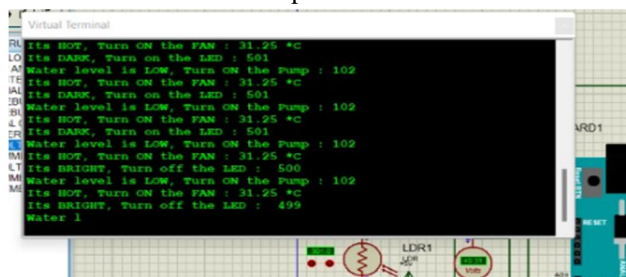 Virtual Terminal
Its HOT, Turn ON the FAN : 31.25 *C
Its DARK, Turn on the LED : 501
Water level is LOW, Turn ON the Pump : 102
Its HOT, Turn ON the FAN : 31.25 *C
Its DARK, Turn on the LED : 501
Water level is LOW, Turn ON the Pump : 102
Its HOT, Turn ON the FAN : 31.25 *C
Its DARK, Turn on the LED : 501
Water level is LOW, Turn ON the Pump : 102
Its HOT, Turn ON the FAN : 31.25 *C
Its BRIGHT, Turn off the LED : 500
Water level is LOW, Turn ON the Pump : 102
Its HOT, Turn ON the FAN : 31.25 *C
Its BRIGHT, Turn off the LED : 499
Water l
ARD1
RESET
LDR1
LDR
Volts